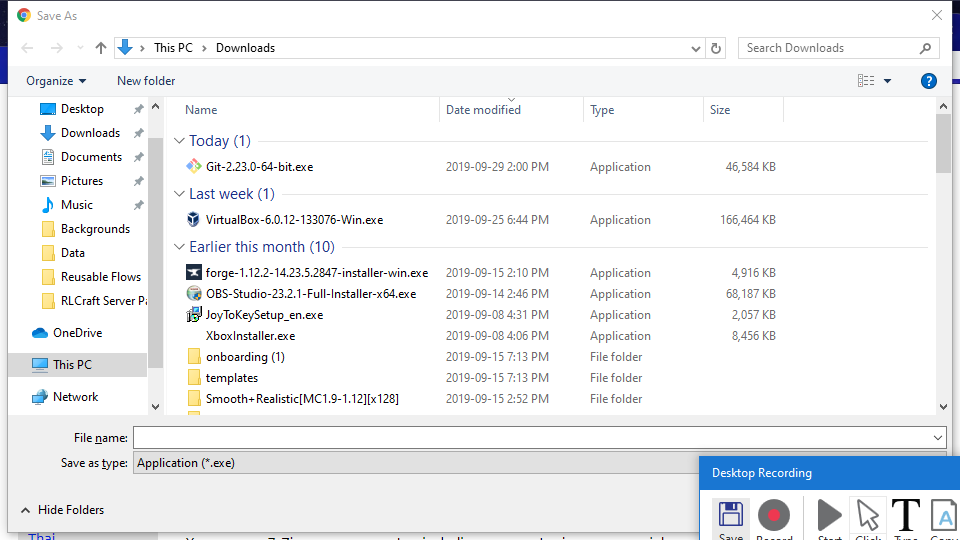 Save As
This PC > Downloads
Search Downloads
Organize New folder
?
Desktop
Downloads
Documents
Pictures
Music
Backgrounds
Data
Reusable Flows
RLCraft Server Pa
OneDrive
This PC
Network
Name Date modified Type Size
Today (1)
Git-2.23.0-64-bit.exe 2019-09-29 2:00 PM Application 46,584 KB
Last week (1)
VirtualBox-6.0.12-133076-Win.exe 2019-09-25 6:44 PM Application 166,464 KB
Earlier this month (10)
forge-1.12.2-14.23.5.2847-installer-win.exe 2019-09-15 2:10 PM Application 4,916 KB
OBS-Studio-23.2.1-Full-Installer-x64.exe 2019-09-14 2:46 PM Application 68,187 KB
JoyToKeySetup_en.exe 2019-09-08 4:31 PM Application 2,057 KB
XboxInstaller.exe 2019-09-08 4:06 PM Application 8,456 KB
onboarding (1) 2019-09-15 7:13 PM File folder
templates 2019-09-15 7:13 PM File folder
Smooth+Realistic[MC1.9-1.12][x128] 2019-09-15 2:52 PM File folder
File name:
Save as type: Application (*.exe)
Hide Folders
Desktop Recording
Save Record Start Click Type Copy
Thai